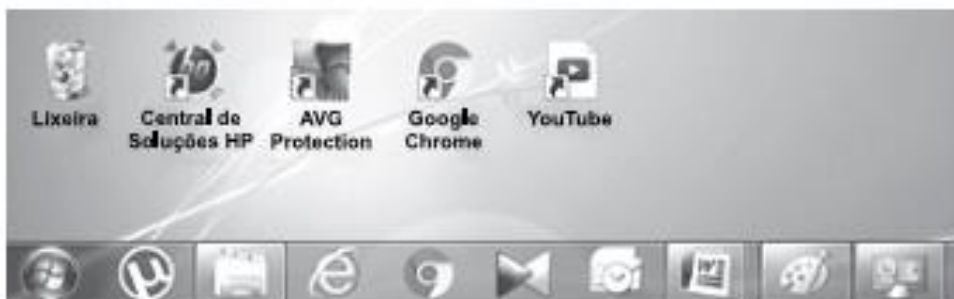 Lixeira
Central de Soluções HP
AVG Protection
Google Chrome
YouTube